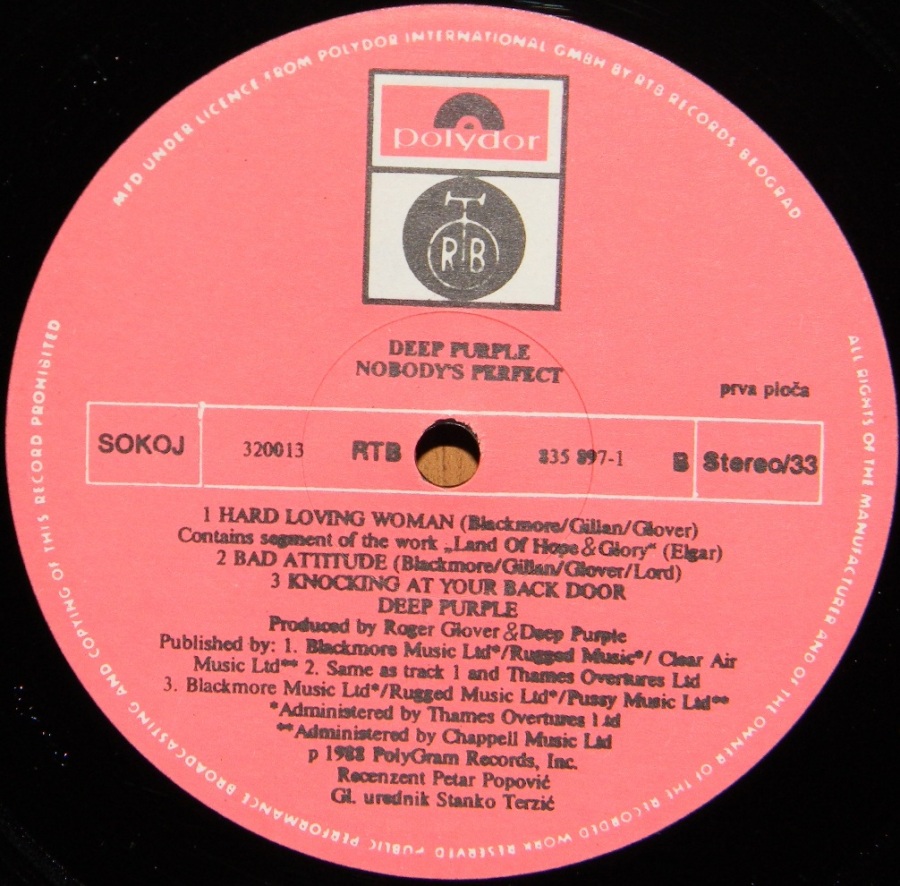 MFD UNDER LICENCE FROM POLYDOR INTERNATIONAL GMBH BY RTB RECORDS BEOGRAD
polydor
RTB
DEEP PURPLE
NOBODY'S PERFECT
prva ploča
SOKOJ 320013 RTB 835 897-1 B Stereo/33
1 HARD LOVING WOMAN (Blackmore/Gillan/Glover)
Contains segment of the work „Land Of Hope & Glory“ (Elgar)
2 BAD ATTITUDE (Blackmore/Gillan/Glover/Lord)
3 KNOCKING AT YOUR BACK DOOR
DEEP PURPLE
Produced by Roger Glover & Deep Purple
Published by: 1. Blackmore Music Ltd*/Rugged Music*/ Clear Air
Music Ltd** 2. Same as track 1 and Thames Overtures Ltd
3. Blackmore Music Ltd*/Rugged Music Ltd*/Pussy Music Ltd**
*Administered by Thames Overtures Ltd
**Administered by Chappell Music Ltd
p 1988 PolyGram Records, Inc.
Recenzent Petar Popović
Gl. urednik Stanko Terzić
ALL RIGHTS OF THE MANUFACTURER AND OF THE OWNER OF THE RECORDED WORK RESERVED PUBLIC PERFORMANCE BROADCASTING AND COPYING OF THIS RECORD PROHIBITED